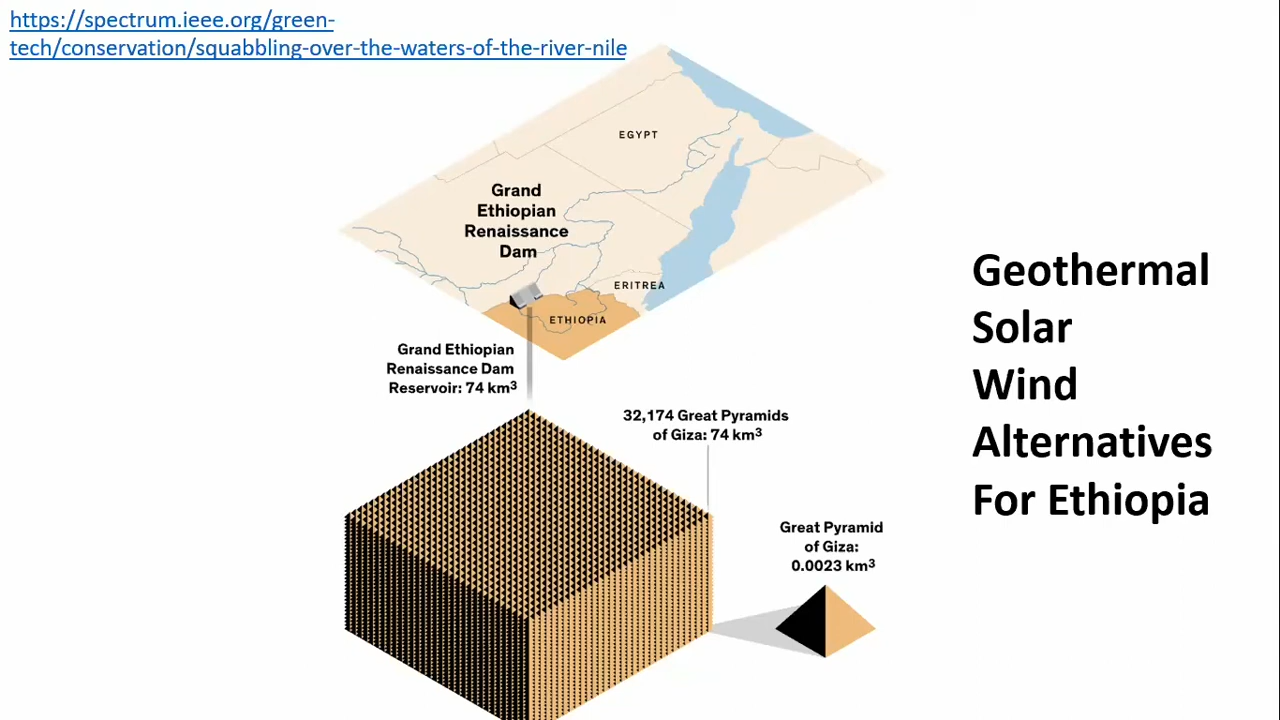 https://spectrum.ieee.org/green-
tech/conservation/squabbling-over-the-waters-of-the-river-nile
EGYPT
Grand
Ethiopian
Renaissance
Dam
ERITREA
ETHIOPIA
Grand Ethiopian
Renaissance Dam
Reservoir: 74 km³
32,174 Great Pyramids
of Giza: 74 km³
Great Pyramid
of Giza:
0.0023 km³
Geothermal
Solar
Wind
Alternatives
For Ethiopia